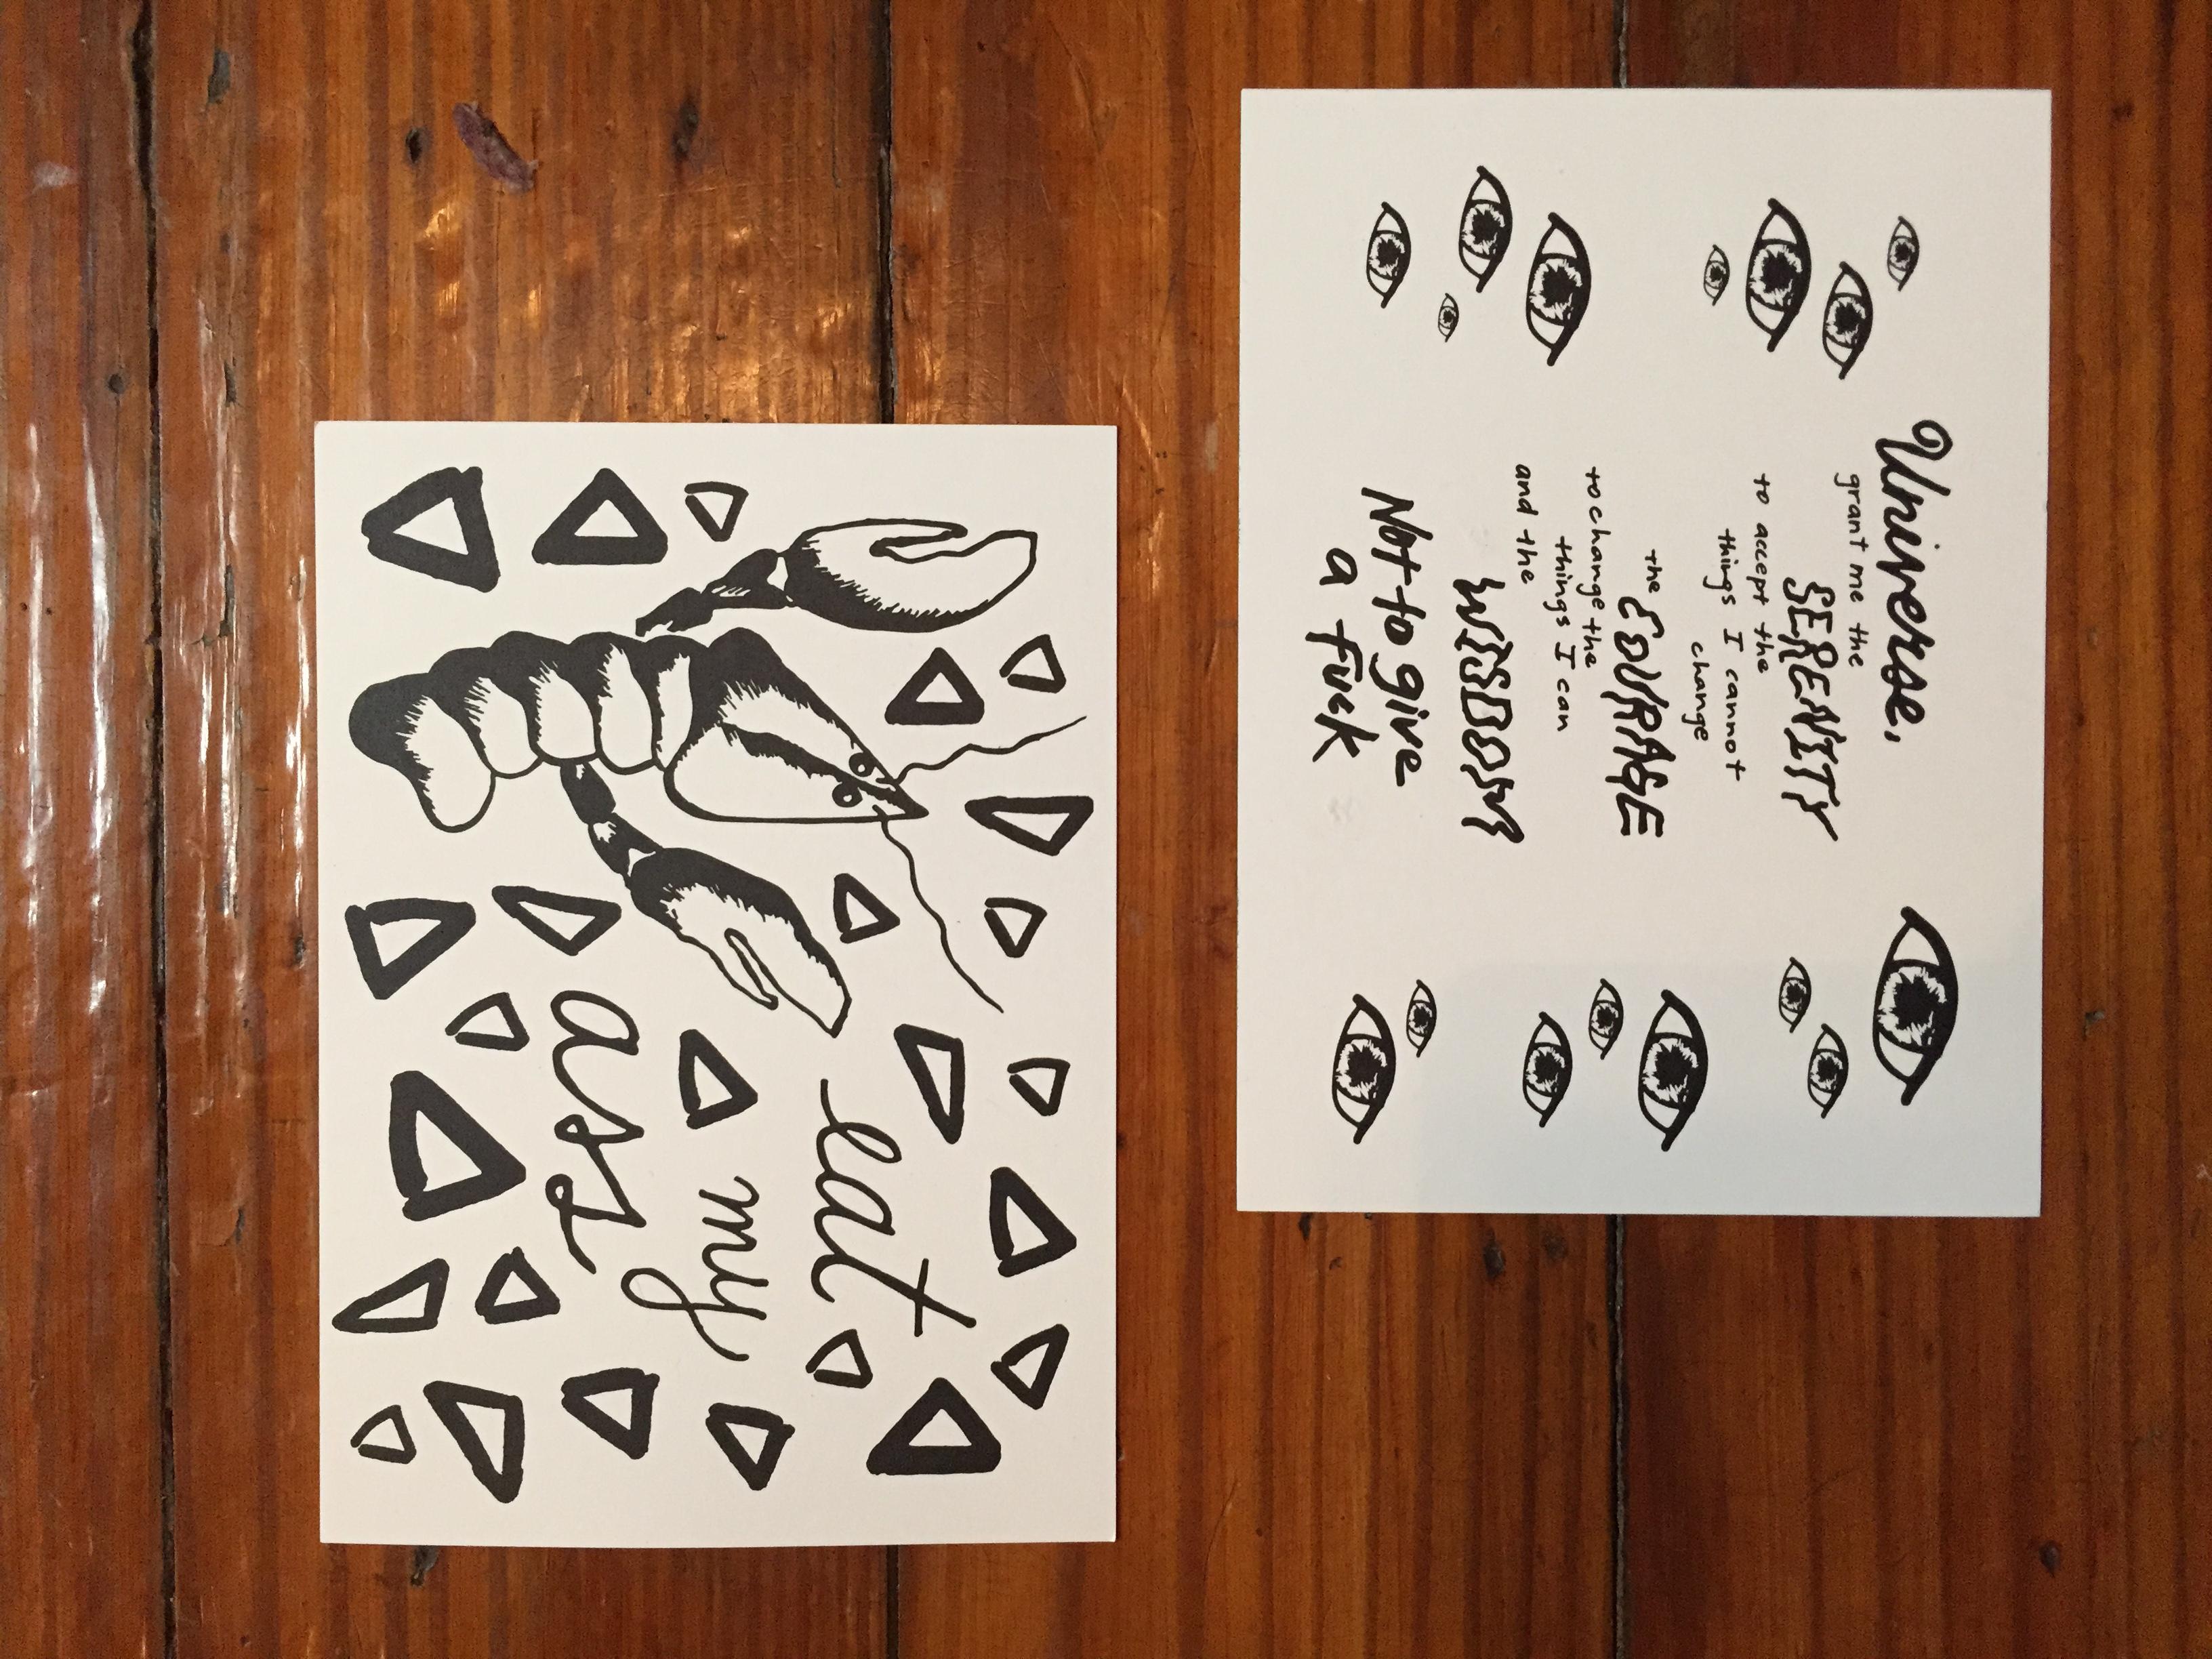 Universe,
grant me the
SERENITY
to accept the
things I cannot
change
the COURAGE
to change the
things I can
and the
WISDOM
Not to give
a Fuck
eat
my
ass